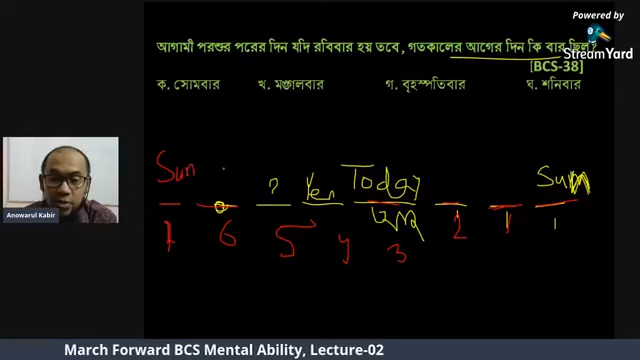 Powered by
StreamYard
আগামী পরশুর পরের দিন যদি রবিবার হয় তবে, গতকালের আগের দিন কি বার ছিল?
[BCS-38]
ক. সোমবার খ. মঙ্গালবার গ. বৃহস্পতিবার ঘ. শনিবার
Sun ? Yes Today Sun
6 5 4 3 2 1 1
Anowarul Kabir
March Forward BCS Mental Ability, Lecture-02